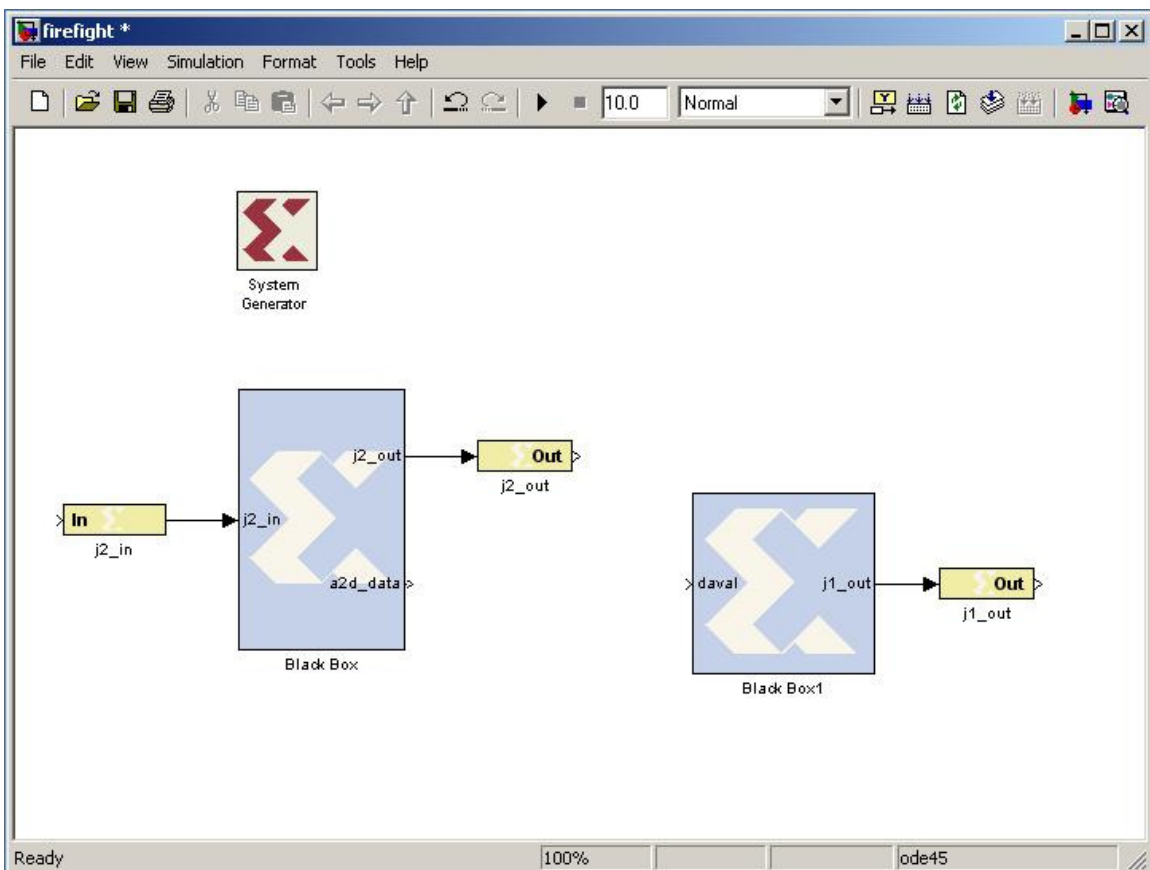 firefight *
File Edit View Simulation Format Tools Help
10.0 Normal
System
Generator
j2_out
Out
j2_out
In
j2_in
j2_in
a2d_data
daval
j1_out
Out
j1_out
Black Box
Black Box1
Ready 100% ode45